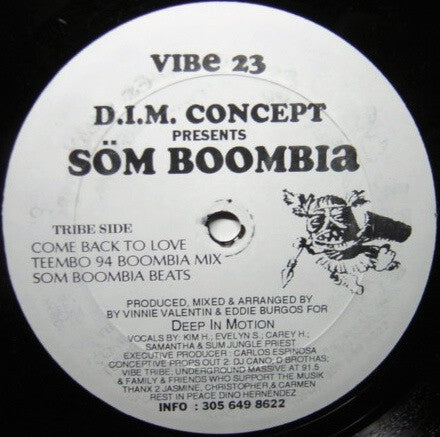 VIBe 23
D.I.M. CONCEPT
PRESENTS
SÖM BOOMBIa
TRIBE SIDE
COME BACK TO LOVE
TEEMBO 94 BOOMBIA MIX
SOM BOOMBIA BEATS
PRODUCED, MIXED & ARRANGED BY
BY VINNIE VALENTIN & EDDIE BURGOS FOR
DEEP IN MOTION
VOCALS BY: KIM H.; EVELYN S.; CAREY H.;
SAMANTHA & SUM JUNGLE PRIEST
EXECUTIVE PRODUCER : CARLOS ESPINOSA
CONCEPTIVE PROPS OUT 2: DJ CANO; D BROTHAS;
VIBE TRIBE; UNDERGROUND MASSIVE AT 91.5
& FAMILY & FRIENDS WHO SUPPORT THE MUSIK
THANX 2 JASMINE, CHRISTOPHER,& CARMEN
REST IN PEACE DINO HERNENDEZ
INFO : 305 649 8622